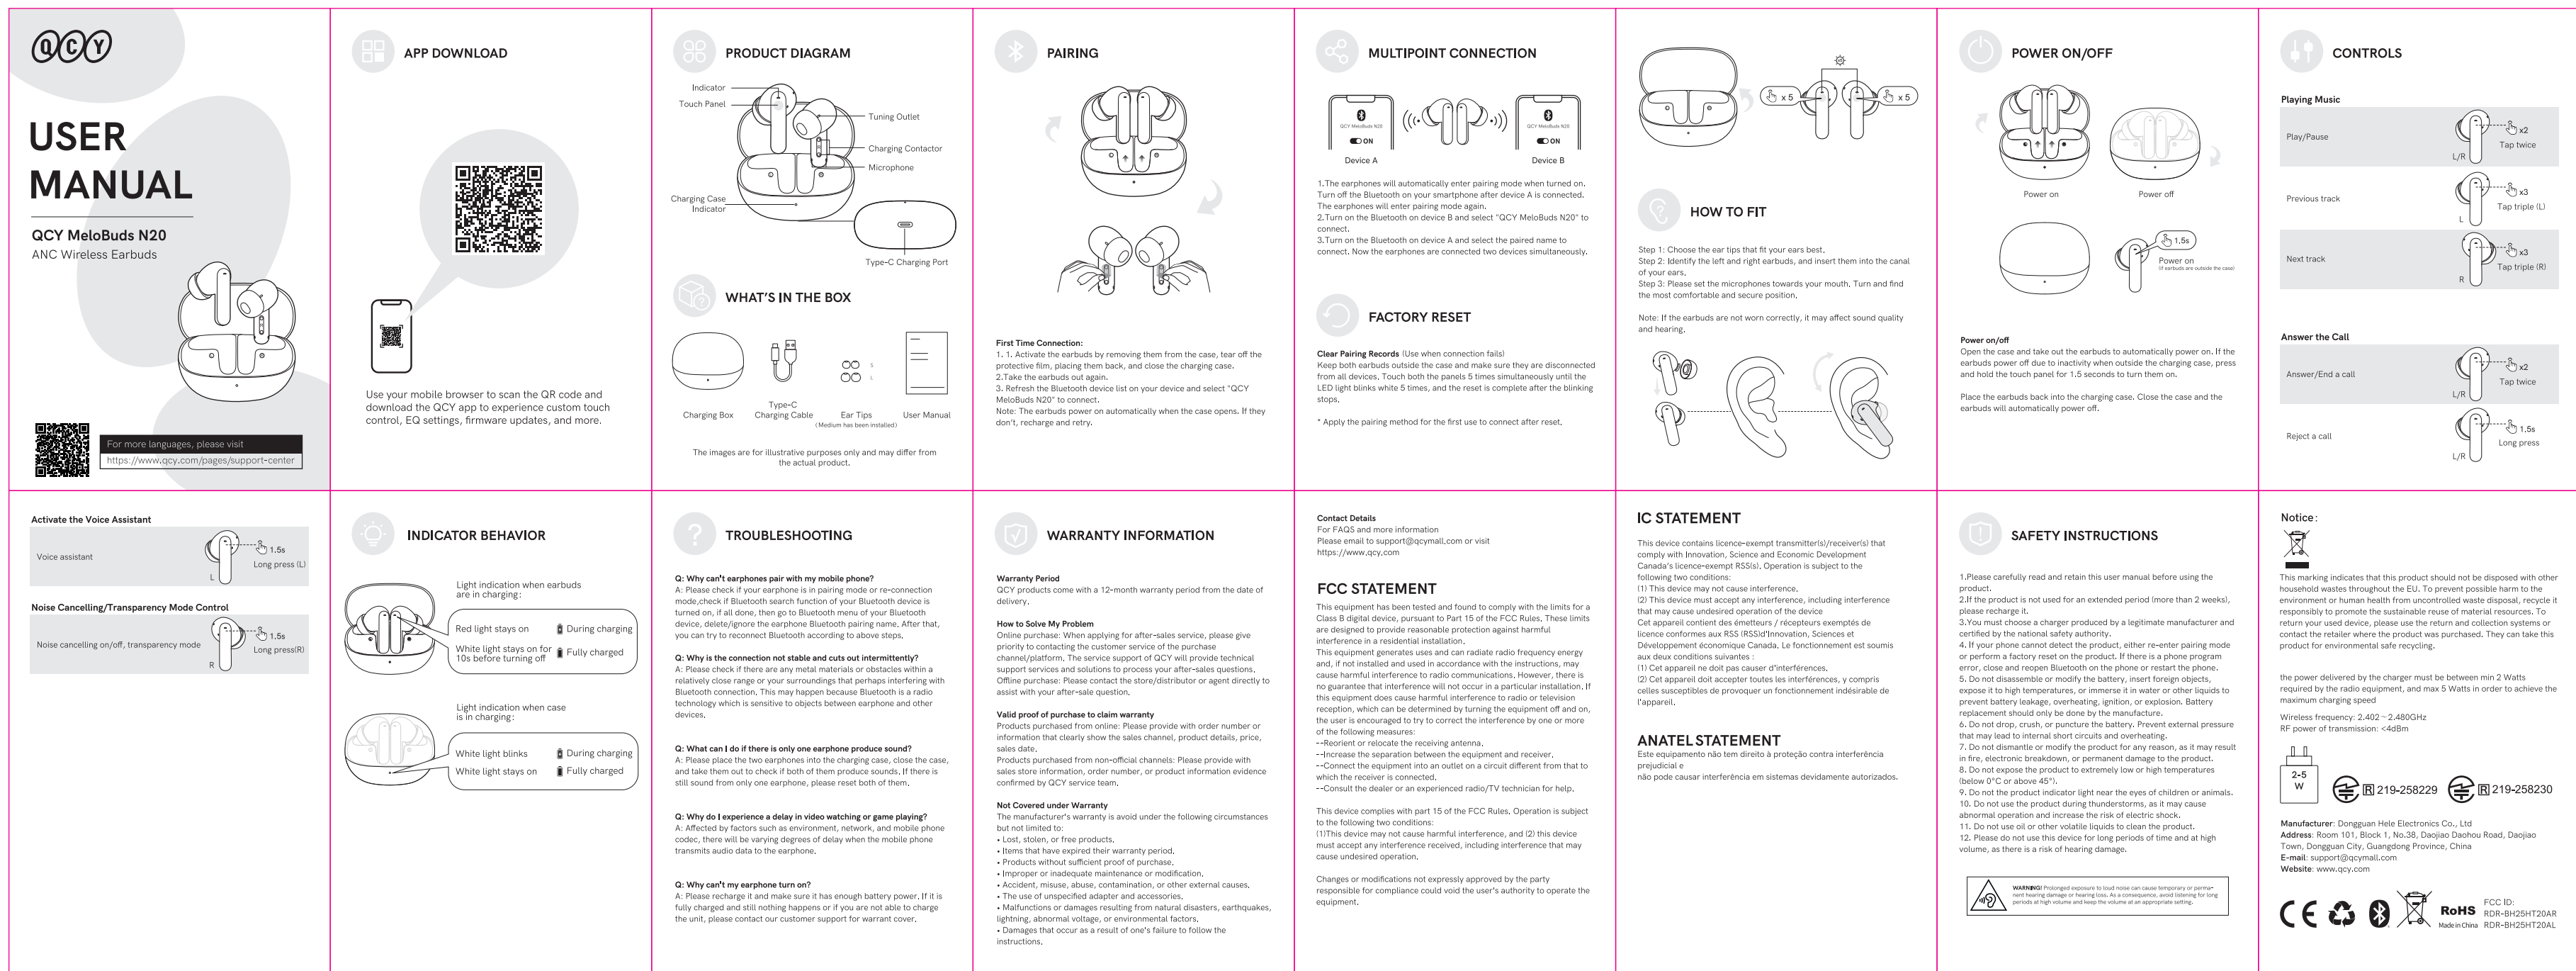 QCY
USER
MANUAL
QCY MeloBuds N20
ANC Wireless Earbuds
For more languages, please visit
https://www.qcy.com/pages/support-center
APP DOWNLOAD
Use your mobile browser to scan the QR code and
download the QCY app to experience custom touch
control, EQ settings, firmware updates, and more.
PRODUCT DIAGRAM
Indicator
Touch Panel
Tuning Outlet
Charging Contactor
Microphone
Charging Case
Indicator
Type-C Charging Port
WHAT'S IN THE BOX
S
L
Charging Box
Type-C
Charging Cable
Ear Tips
(Medium has been installed)
User Manual
The images are for illustrative purposes only and may differ from
the actual product.
PAIRING
First Time Connection:
1. 1. Activate the earbuds by removing them from the case, tear off the
protective film, placing them back, and close the charging case.
2.Take the earbuds out again.
3. Refresh the Bluetooth device list on your device and select "QCY
MeloBuds N20" to connect.
Note: The earbuds power on automatically when the case opens. If they
don't, recharge and retry.
MULTIPOINT CONNECTION
QCY MeloBuds N20
ON
Device A
QCY MeloBuds N20
ON
Device B
1.The earphones will automatically enter pairing mode when turned on.
Turn off the Bluetooth on your smartphone after device A is connected.
The earphones will enter pairing mode again.
2.Turn on the Bluetooth on device B and select "QCY MeloBuds N20" to
connect.
3.Turn on the Bluetooth on device A and select the paired name to
connect. Now the earphones are connected two devices simultaneously.
FACTORY RESET
Clear Pairing Records (Use when connection fails)
Keep both earbuds outside the case and make sure they are disconnected
from all devices. Touch both the panels 5 times simultaneously until the
LED light blinks white 5 times, and the reset is complete after the blinking
stops.
* Apply the pairing method for the first use to connect after reset.
x 5
x 5
HOW TO FIT
Step 1: Choose the ear tips that fit your ears best.
Step 2: Identify the left and right earbuds, and insert them into the canal
of your ears.
Step 3: Please set the microphones towards your mouth. Turn and find
the most comfortable and secure position.
Note: If the earbuds are not worn correctly, it may affect sound quality
and hearing.
POWER ON/OFF
Power on
Power off
1.5s
Power on
(if earbuds are outside the case)
Power on/off
Open the case and take out the earbuds to automatically power on. If the
earbuds power off due to inactivity when outside the charging case, press
and hold the touch panel for 1.5 seconds to turn them on.
Place the earbuds back into the charging case. Close the case and the
earbuds will automatically power off.
CONTROLS
Playing Music
Play/Pause
L/R
x2
Tap twice
Previous track
L
x3
Tap triple (L)
Next track
R
x3
Tap triple (R)
Answer the Call
Answer/End a call
L/R
x2
Tap twice
Reject a call
L/R
1.5s
Long press
Activate the Voice Assistant
Voice assistant
L
1.5s
Long press (L)
Noise Cancelling/Transparency Mode Control
Noise cancelling on/off, transparency mode
R
1.5s
Long press(R)
INDICATOR BEHAVIOR
Light indication when earbuds
are in charging:
Red light stays on
During charging
White light stays on for
10s before turning off
Fully charged
Light indication when case
is in charging:
White light blinks
During charging
White light stays on
Fully charged
TROUBLESHOOTING
Q: Why can't earphones pair with my mobile phone?
A: Please check if your earphone is in pairing mode or re-connection
mode,check if Bluetooth search function of your Bluetooth device is
turned on, if all done, then go to Bluetooth menu of your Bluetooth
device, delete/ignore the earphone Bluetooth pairing name. After that,
you can try to reconnect Bluetooth according to above steps.
Q: Why is the connection not stable and cuts out intermittently?
A: Please check if there are any metal materials or obstacles within a
relatively close range or your surroundings that perhaps interfering with
Bluetooth connection. This may happen because Bluetooth is a radio
technology which is sensitive to objects between earphone and other
devices.
Q: What can I do if there is only one earphone produce sound?
A: Please place the two earphones into the charging case, close the case,
and take them out to check if both of them produce sounds. If there is
still sound from only one earphone, please reset both of them.
Q: Why do I experience a delay in video watching or game playing?
A: Affected by factors such as environment, network, and mobile phone
codec, there will be varying degrees of delay when the mobile phone
transmits audio data to the earphone.
Q: Why can't my earphone turn on?
A: Please recharge it and make sure it has enough battery power. If it is
fully charged and still nothing happens or if you are not able to charge
the unit, please contact our customer support for warrant cover.
WARRANTY INFORMATION
Warranty Period
QCY products come with a 12-month warranty period from the date of
delivery.
How to Solve My Problem
Online purchase: When applying for after-sales service, please give
priority to contacting the customer service of the purchase
channel/platform. The service support of QCY will provide technical
support services and solutions to process your after-sales questions.
Offline purchase: Please contact the store/distributor or agent directly to
assist with your after-sale question.
Valid proof of purchase to claim warranty
Products purchased from online: Please provide with order number or
information that clearly show the sales channel, product details, price,
sales date.
Products purchased from non-official channels: Please provide with
sales store information, order number, or product information evidence
confirmed by QCY service team.
Not Covered under Warranty
The manufacturer's warranty is avoid under the following circumstances
but not limited to:
• Lost, stolen, or free products.
• Items that have expired their warranty period.
• Products without sufficient proof of purchase.
• Improper or inadequate maintenance or modification.
• Accident, misuse, abuse, contamination, or other external causes.
• The use of unspecified adapter and accessories.
• Malfunctions or damages resulting from natural disasters, earthquakes,
lightning, abnormal voltage, or environmental factors.
• Damages that occur as a result of one's failure to follow the
instructions.
Contact Details
For FAQS and more information
Please email to support@qcymall.com or visit
https://www.qcy.com
FCC STATEMENT
This equipment has been tested and found to comply with the limits for a
Class B digital device, pursuant to Part 15 of the FCC Rules. These limits
are designed to provide reasonable protection against harmful
interference in a residential installation.
This equipment generates uses and can radiate radio frequency energy
and, if not installed and used in accordance with the instructions, may
cause harmful interference to radio communications. However, there is
no guarantee that interference will not occur in a particular installation. If
this equipment does cause harmful interference to radio or television
reception, which can be determined by turning the equipment off and on,
the user is encouraged to try to correct the interference by one or more
of the following measures:
--Reorient or relocate the receiving antenna.
--Increase the separation between the equipment and receiver.
--Connect the equipment into an outlet on a circuit different from that to
which the receiver is connected.
--Consult the dealer or an experienced radio/TV technician for help.
This device complies with part 15 of the FCC Rules. Operation is subject
to the following two conditions:
(1)This device may not cause harmful interference, and (2) this device
must accept any interference received, including interference that may
cause undesired operation.
Changes or modifications not expressly approved by the party
responsible for compliance could void the user's authority to operate the
equipment.
IC STATEMENT
This device contains licence-exempt transmitter(s)/receiver(s) that
comply with Innovation, Science and Economic Development
Canada's licence-exempt RSS(s). Operation is subject to the
following two conditions:
(1) This device may not cause interference.
(2) This device must accept any interference, including interference
that may cause undesired operation of the device
Cet appareil contient des émetteurs / récepteurs exemptés de
licence conformes aux RSS (RSS)d'Innovation, Sciences et
Développement économique Canada. Le fonctionnement est soumis
aux deux conditions suivantes :
(1) Cet appareil ne doit pas causer d'interférences.
(2) Cet appareil doit accepter toutes les interférences, y compris
celles susceptibles de provoquer un fonctionnement indésirable de
l'appareil.
ANATEL STATEMENT
Este equipamento não tem direito à proteção contra interferência
prejudicial e
não pode causar interferência em sistemas devidamente autorizados.
SAFETY INSTRUCTIONS
1.Please carefully read and retain this user manual before using the
product.
2.If the product is not used for an extended period (more than 2 weeks),
please recharge it.
3.You must choose a charger produced by a legitimate manufacturer and
certified by the national safety authority.
4. If your phone cannot detect the product, either re-enter pairing mode
or perform a factory reset on the product. If there is a phone program
error, close and reopen Bluetooth on the phone or restart the phone.
5. Do not disassemble or modify the battery, insert foreign objects,
expose it to high temperatures, or immerse it in water or other liquids to
prevent battery leakage, overheating, ignition, or explosion. Battery
replacement should only be done by the manufacture.
6. Do not drop, crush, or puncture the battery. Prevent external pressure
that may lead to internal short circuits and overheating.
7. Do not dismantle or modify the product for any reason, as it may result
in fire, electronic breakdown, or permanent damage to the product.
8. Do not expose the product to extremely low or high temperatures
(below 0°C or above 45°).
9. Do not the product indicator light near the eyes of children or animals.
10. Do not use the product during thunderstorms, as it may cause
abnormal operation and increase the risk of electric shock.
11. Do not use oil or other volatile liquids to clean the product.
12. Please do not use this device for long periods of time and at high
volume, as there is a risk of hearing damage.
WARNING! Prolonged exposure to loud noise can cause temporary or perma-
nent hearing damage or hearing loss. As a consequence, avoid listening for long
periods at high volume and keep the volume at an appropriate setting.
Notice:
This marking indicates that this product should not be disposed with other
household wastes throughout the EU. To prevent possible harm to the
environment or human health from uncontrolled waste disposal, recycle it
responsibly to promote the sustainable reuse of material resources. To
return your used device, please use the return and collection systems or
contact the retailer where the product was purchased. They can take this
product for environmental safe recycling.
the power delivered by the charger must be between min 2 Watts
required by the radio equipment, and max 5 Watts in order to achieve the
maximum charging speed
Wireless frequency: 2.402 ~ 2.480GHz
RF power of transmission: <4dBm
2-5
W
R 219-258229
R 219-258230
Manufacturer: Dongguan Hele Electronics Co., Ltd
Address: Room 101, Block 1, No.38, Daojiao Daohou Road, Daojiao
Town, Dongguan City, Guangdong Province, China
E-mail: support@qcymall.com
Website: www.qcy.com
CE
RoHS
Made in China
FCC ID:
RDR-BH25HT20AR
RDR-BH25HT20AL